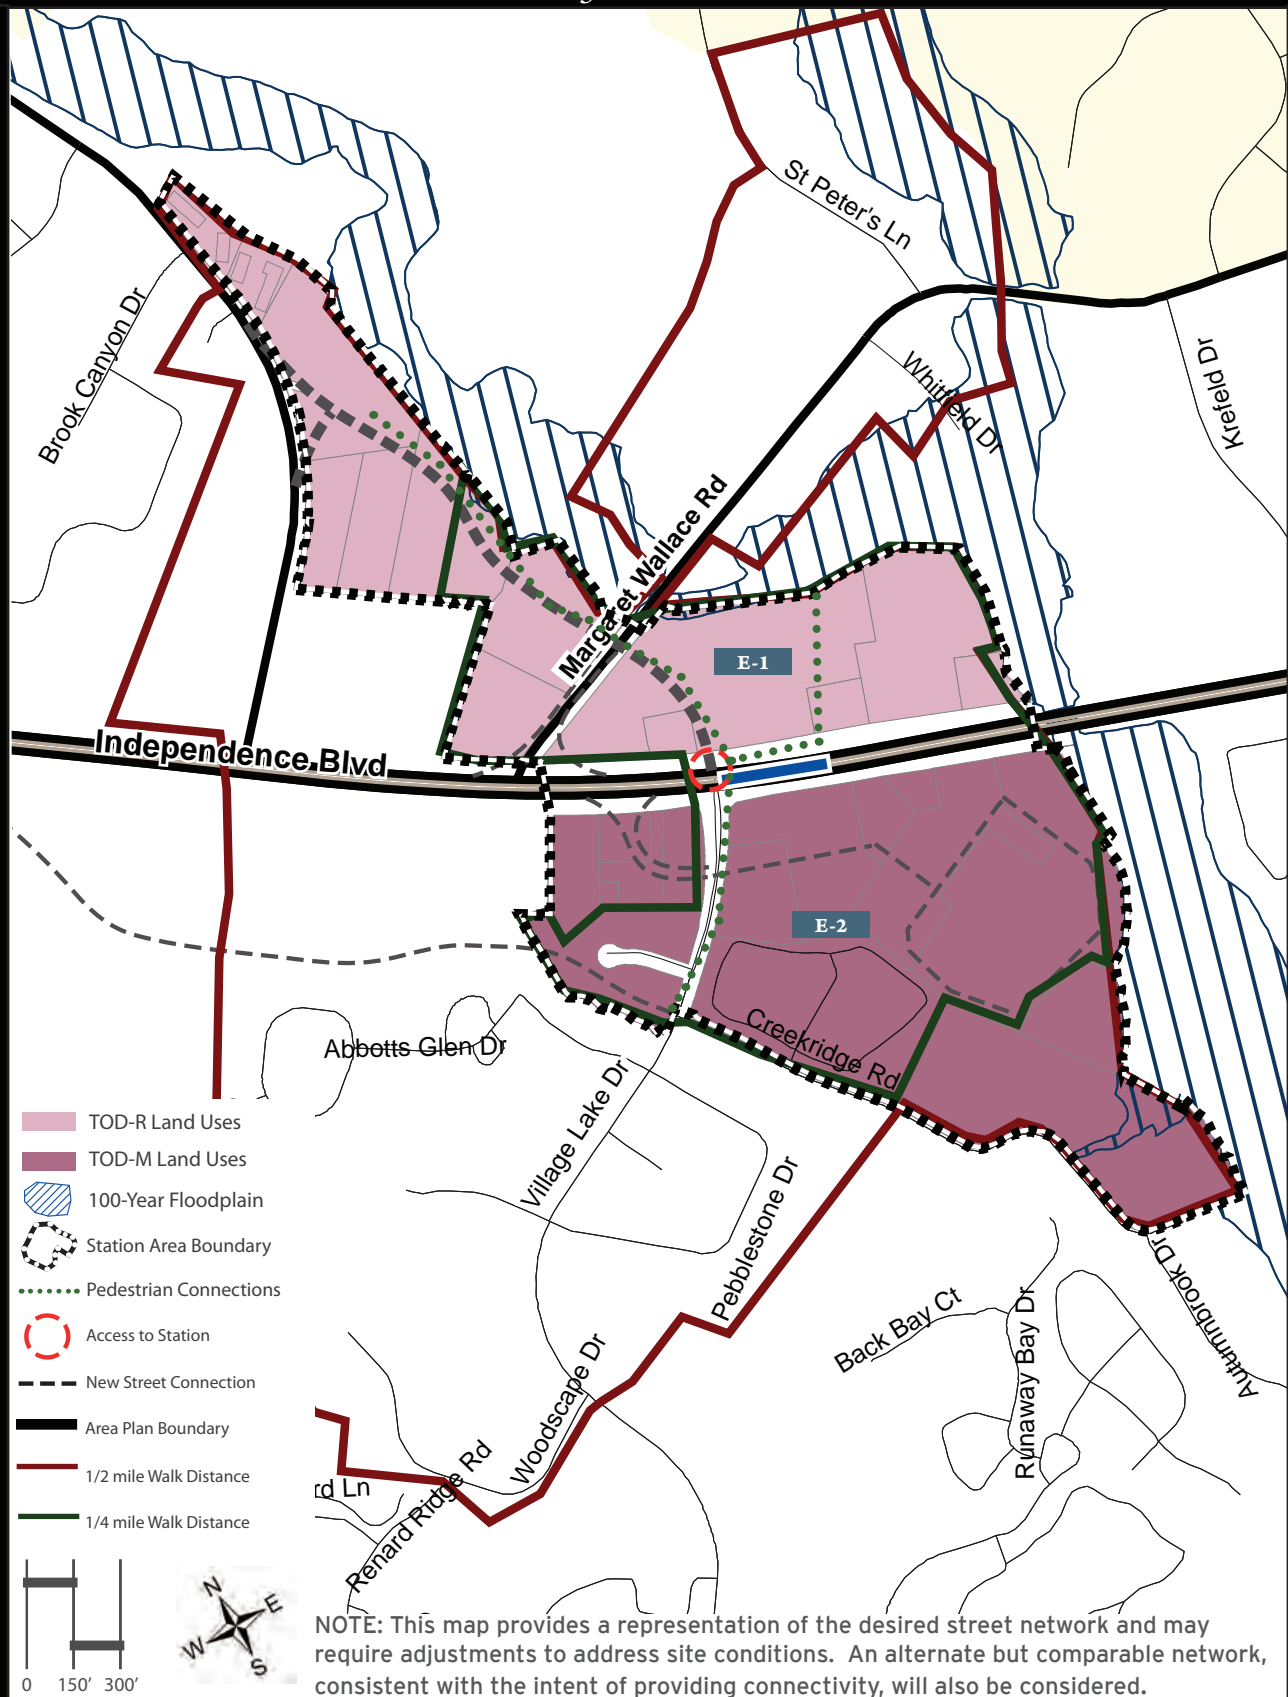 St Peter's Ln
Brook Canyon Dr
Whitfield Dr
Krefeld Dr
Margaret Wallace Rd
E-1
Independence Blvd
E-2
Creekridge Rd
Abbotts Glen Dr
Village Lake Dr
Pebblestone Dr
Autumnbrook Dr
Back Bay Ct
Runaway Bay Dr
Woodscape Dr
rd Ln
Renard Ridge Rd
TOD-R Land Uses
TOD-M Land Uses
100-Year Floodplain
Station Area Boundary
Pedestrian Connections
Access to Station
New Street Connection
Area Plan Boundary
1/2 mile Walk Distance
1/4 mile Walk Distance
0 150' 300'
N
E
W
S
NOTE: This map provides a representation of the desired street network and may
require adjustments to address site conditions. An alternate but comparable network,
consistent with the intent of providing connectivity, will also be considered.